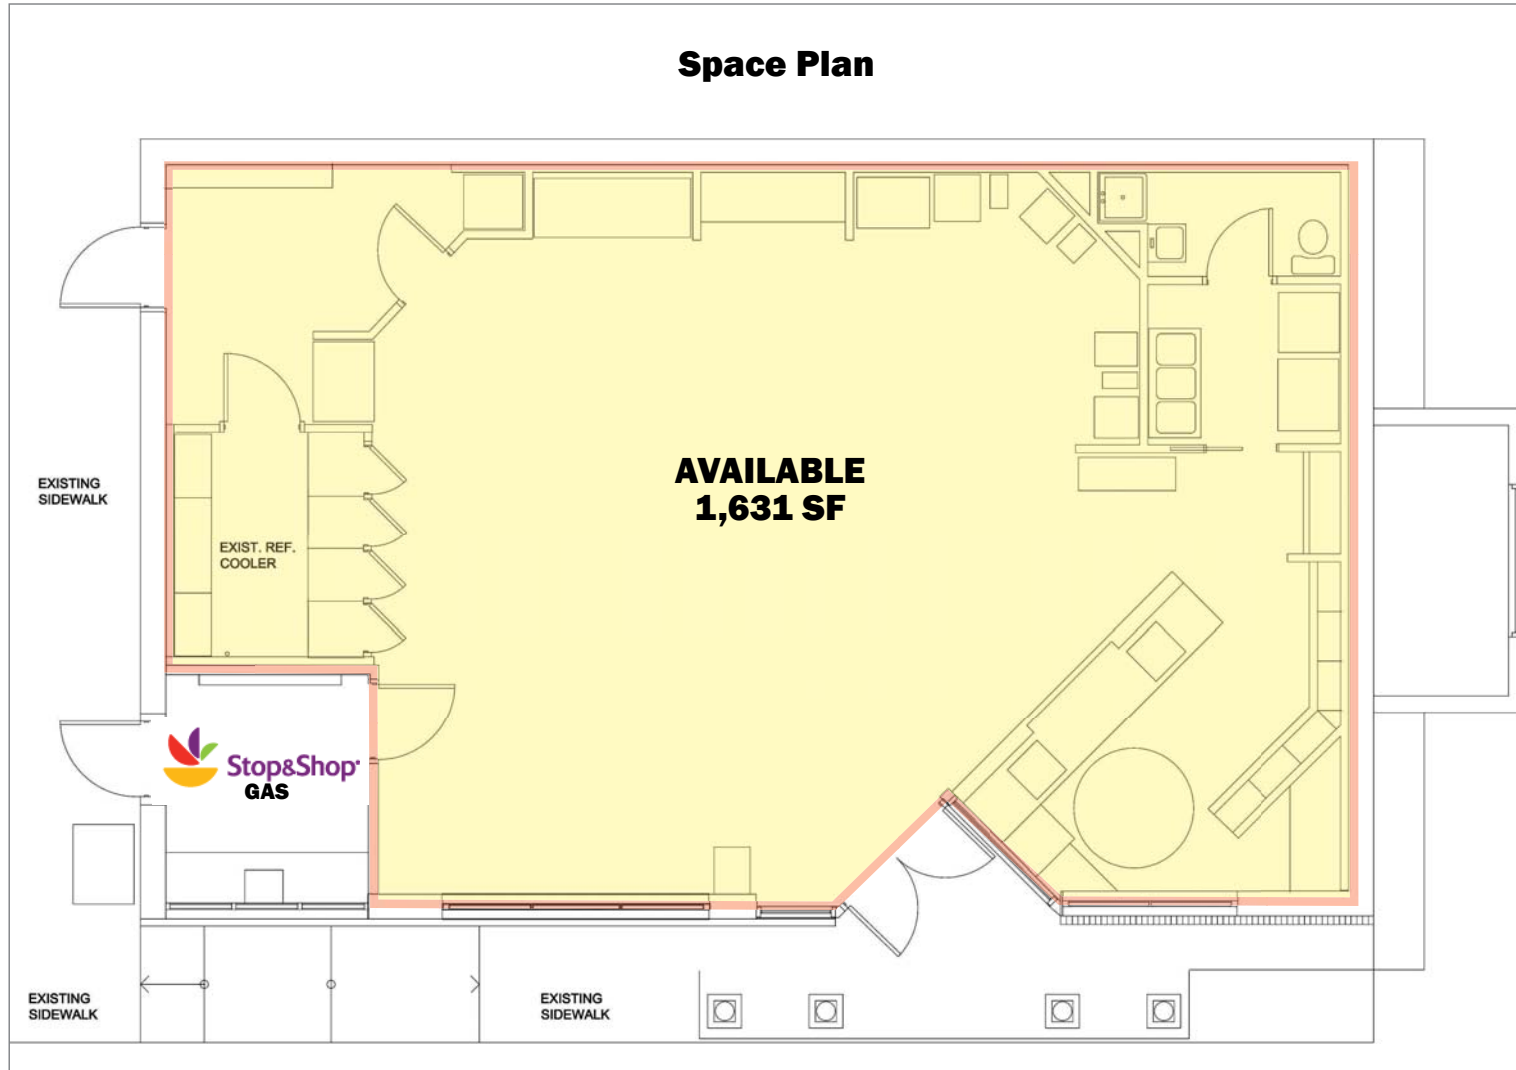 Space Plan
AVAILABLE
1,631 SF
EXISTING
SIDEWALK
EXIST. REF.
COOLER
Stop&Shop
GAS
EXISTING
SIDEWALK
EXISTING
SIDEWALK